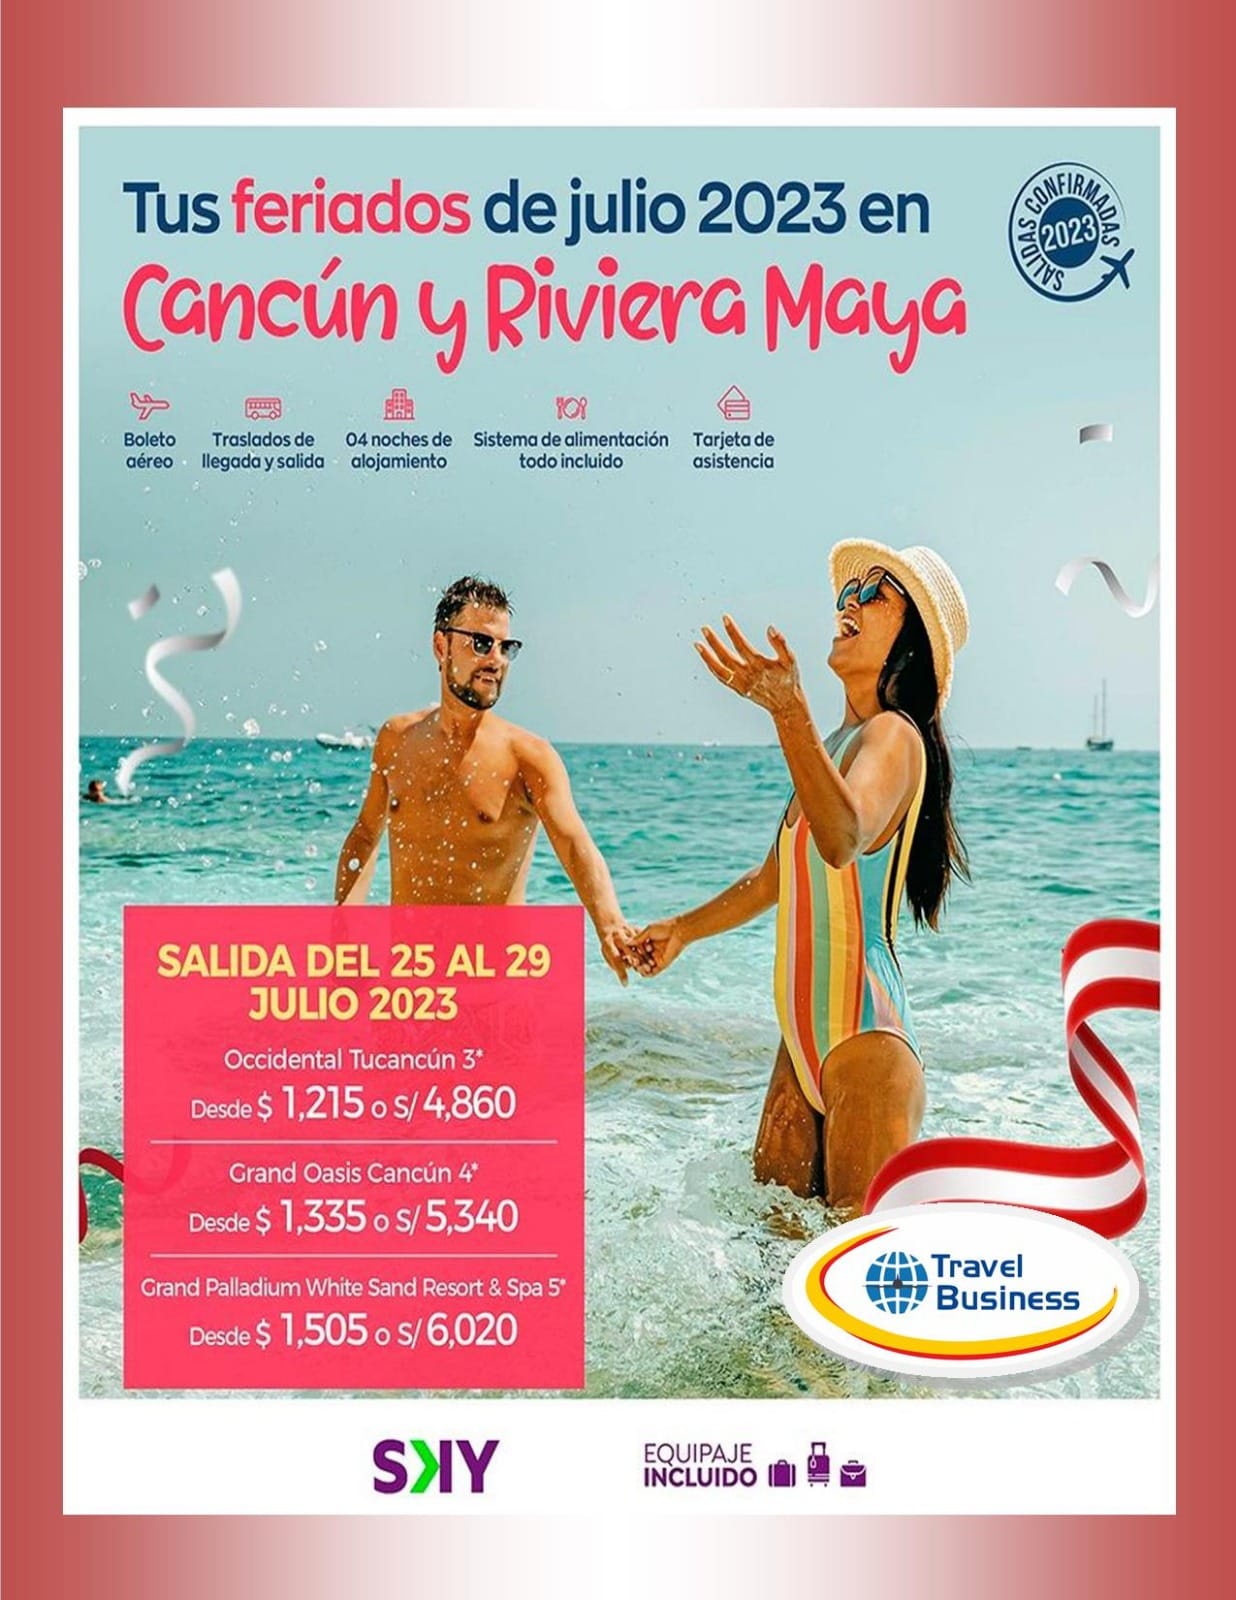 Tus feriados de julio 2023 en
Cancún y Riviera Maya
SALIDAS CONFIRMADAS
2023
Boleto
aéreo
Traslados de
llegada y salida
04 noches de
alojamiento
Sistema de alimentación
todo incluido
Tarjeta de
asistencia
SALIDA DEL 25 AL 29
JULIO 2023
Occidental Tucancún 3*
Desde $ 1,215 o S/ 4,860
Grand Oasis Cancún 4*
Desde $ 1,335 o S/ 5,340
Grand Palladium White Sand Resort & Spa 5*
Desde $ 1,505 o S/ 6,020
Travel
Business
SKY
EQUIPAJE
INCLUIDO